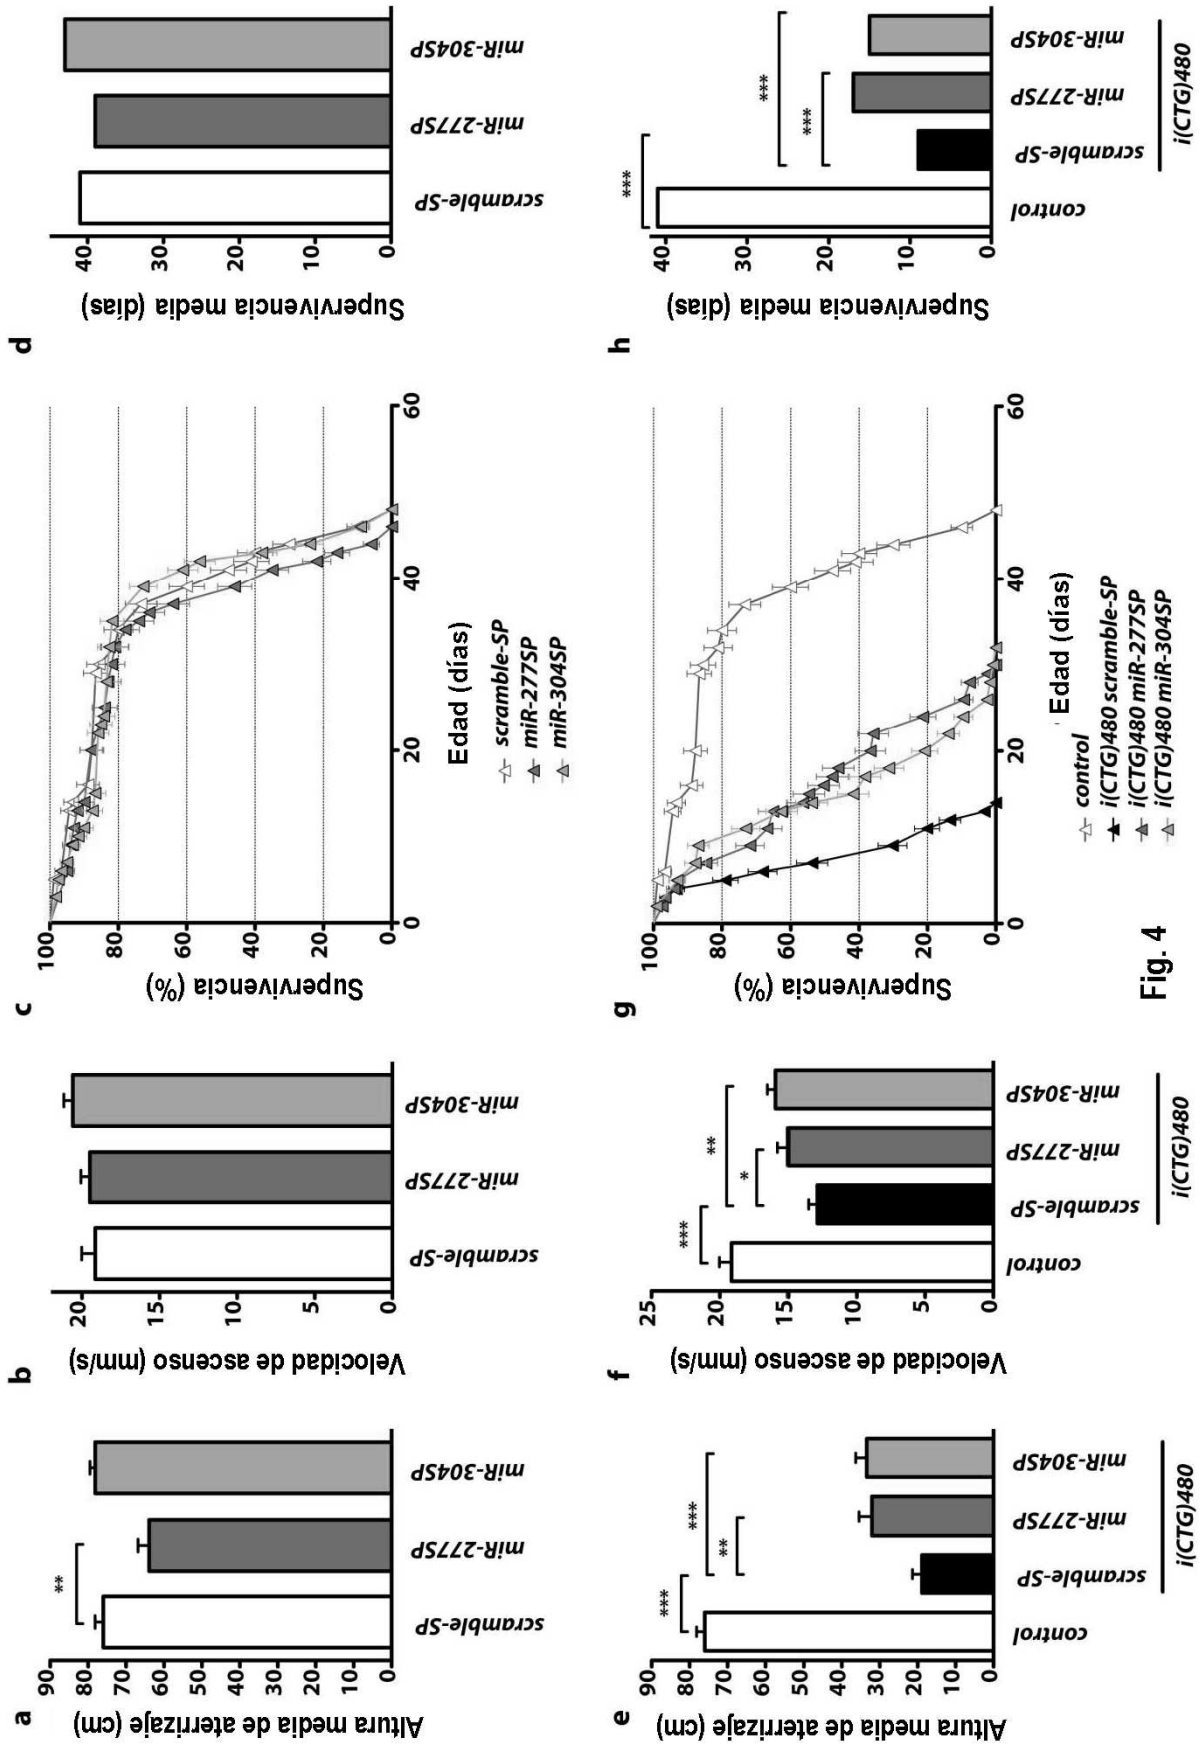 a
Altura media de aterrizaje (cm)
90
80
70
60
50
40
30
20
10
0
**
scramble-SP
miR-277SP
miR-304SP
b
Velocidad de ascenso (mm/s)
20
15
10
5
0
scramble-SP
miR-277SP
miR-304SP
c
Supervivencia (%)
100
80
60
40
20
0
0
20
40
60
Edad (días)
scramble-SP
miR-277SP
miR-304SP
d
Supervivencia media (días)
40
30
20
10
0
scramble-SP
miR-277SP
miR-304SP
e
Altura media de aterrizaje (cm)
90
80
70
60
50
40
30
20
10
0
***
***
**
control
scramble-SP
miR-277SP
miR-304SP
i(CTG)480
f
Velocidad de ascenso (mm/s)
25
20
15
10
5
0
***
**
*
control
scramble-SP
miR-277SP
miR-304SP
i(CTG)480
g
Supervivencia (%)
100
80
60
40
20
0
0
20
40
60
Edad (días)
control
i(CTG)480 scramble-SP
i(CTG)480 miR-277SP
i(CTG)480 miR-304SP
h
Supervivencia media (días)
40
30
20
10
0
***
***
***
control
scramble-SP
miR-277SP
miR-304SP
i(CTG)480
Fig. 4